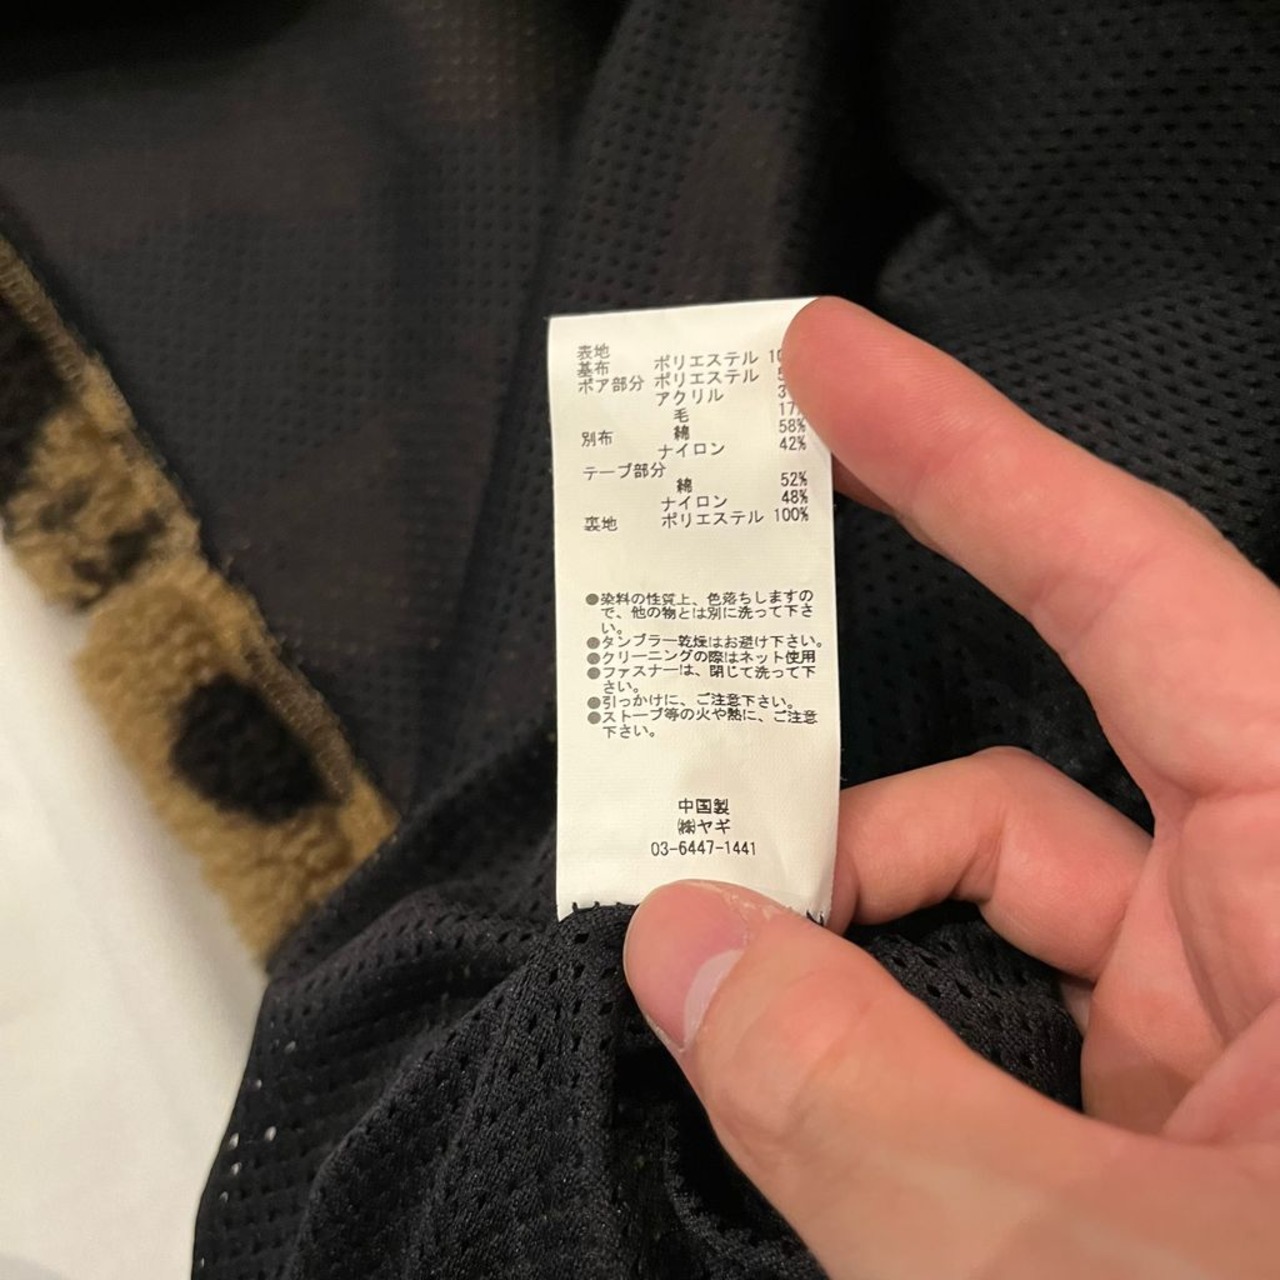 表地
基布 ポリエステル
ボア部分 ポリエステル
アクリル
毛 17%
別布 綿 58%
ナイロン 42%
テープ部分
綿 52%
ナイロン 48%
裏地 ポリエステル 100%
●染料の性質上、色落ちしますの
で、他の物とは別に洗って下さ
い。
●タンブラー乾燥はお避け下さい。
●クリーニングの際はネット使用
●ファスナーは、閉じて洗って下
さい。
●引っかけに、ご注意下さい。
●ストーブ等の火や熱に、ご注意
下さい。
中国製
㈱ヤギ
03-6447-1441